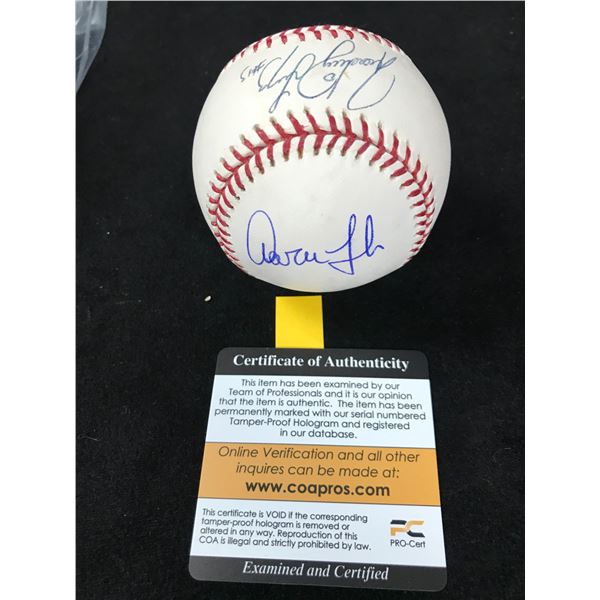 Aaron
Certificate of Authenticity
This item has been examined by our
Team of Professionals and it is our opinion
that the item is authentic. The item has been
permanently marked with our serial numbered
Tamper-Proof Hologram and registered
in our database.
Online Verification and all other
inquires can be made at:
www.coapros.com
This certificate is VOID if the corresponding
tamper-proof hologram is removed or
altered in any way. Reproduction of this
COA is illegal and strictly prohibited by law.
PC
PRO-Cert
Examined and Certified